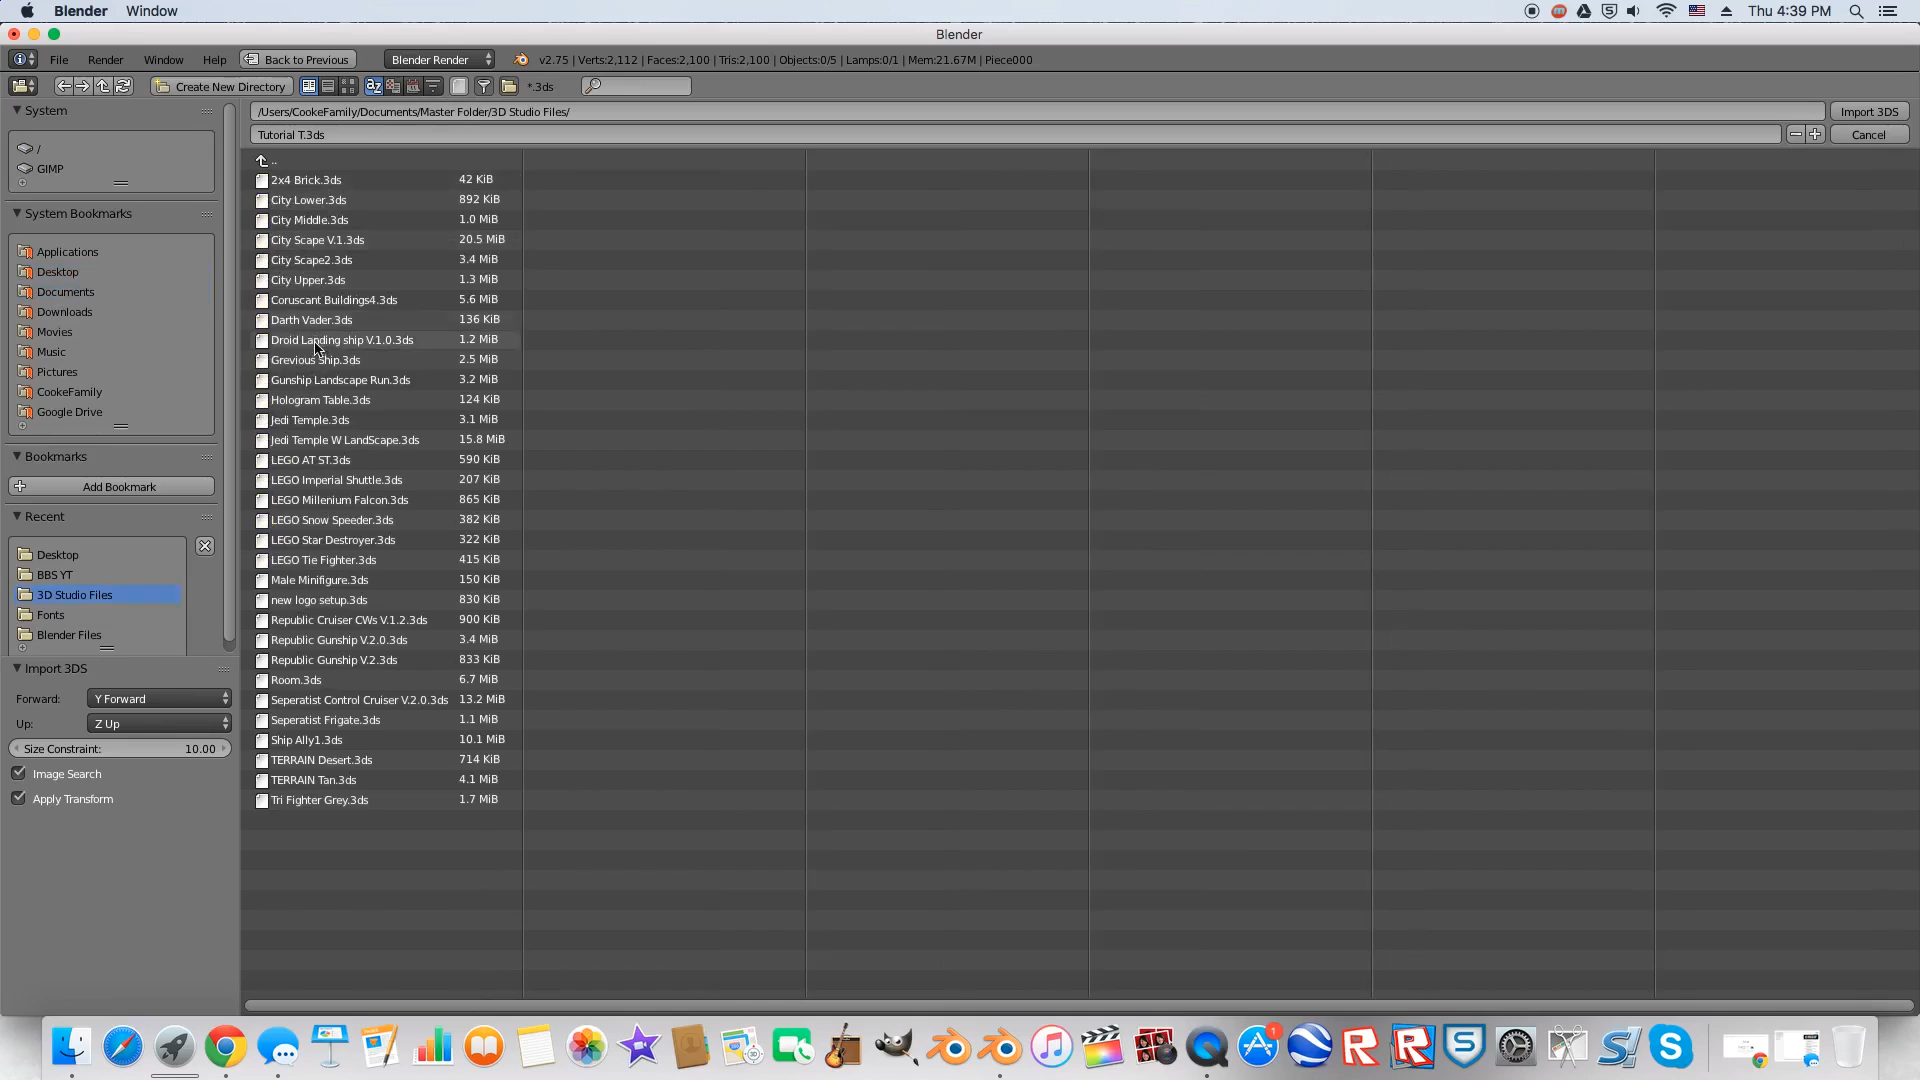 Blender Window Thu 4:39 PM
Blender
File Render Window Help Back to Previous Blender Render v2.75 | Verts:2,112 | Faces:2,100 | Tris:2,100 | Objects:0/5 | Lamps:0/1 | Mem:21.67M | Piece000
Create New Directory *.3ds
System
/
GIMP
System Bookmarks
Applications
Desktop
Documents
Downloads
Movies
Music
Pictures
CookeFamily
Google Drive
Bookmarks
Add Bookmark
Recent
Desktop
BBS YT
3D Studio Files
Fonts
Blender Files
Import 3DS
Forward: Y Forward
Up: Z Up
Size Constraint: 10.00
Image Search
Apply Transform
/Users/CookeFamily/Documents/Master Folder/3D Studio Files/ Import 3DS
Tutorial T.3ds Cancel
..
2x4 Brick.3ds 42 KiB
City Lower.3ds 892 KiB
City Middle.3ds 1.0 MiB
City Scape V.1.3ds 20.5 MiB
City Scape2.3ds 3.4 MiB
City Upper.3ds 1.3 MiB
Coruscant Buildings4.3ds 5.6 MiB
Darth Vader.3ds 136 KiB
Droid Landing ship V.1.0.3ds 1.2 MiB
Grevious Ship.3ds 2.5 MiB
Gunship Landscape Run.3ds 3.2 MiB
Hologram Table.3ds 124 KiB
Jedi Temple.3ds 3.1 MiB
Jedi Temple W LandScape.3ds 15.8 MiB
LEGO AT ST.3ds 590 KiB
LEGO Imperial Shuttle.3ds 207 KiB
LEGO Millenium Falcon.3ds 865 KiB
LEGO Snow Speeder.3ds 382 KiB
LEGO Star Destroyer.3ds 322 KiB
LEGO Tie Fighter.3ds 415 KiB
Male Minifigure.3ds 150 KiB
new logo setup.3ds 830 KiB
Republic Cruiser CWs V.1.2.3ds 900 KiB
Republic Gunship V.2.0.3ds 3.4 MiB
Republic Gunship V.2.3ds 833 KiB
Room.3ds 6.7 MiB
Seperatist Control Cruiser V.2.0.3ds 13.2 MiB
Seperatist Frigate.3ds 1.1 MiB
Ship Ally1.3ds 10.1 MiB
TERRAIN Desert.3ds 714 KiB
TERRAIN Tan.3ds 4.1 MiB
Tri Fighter Grey.3ds 1.7 MiB